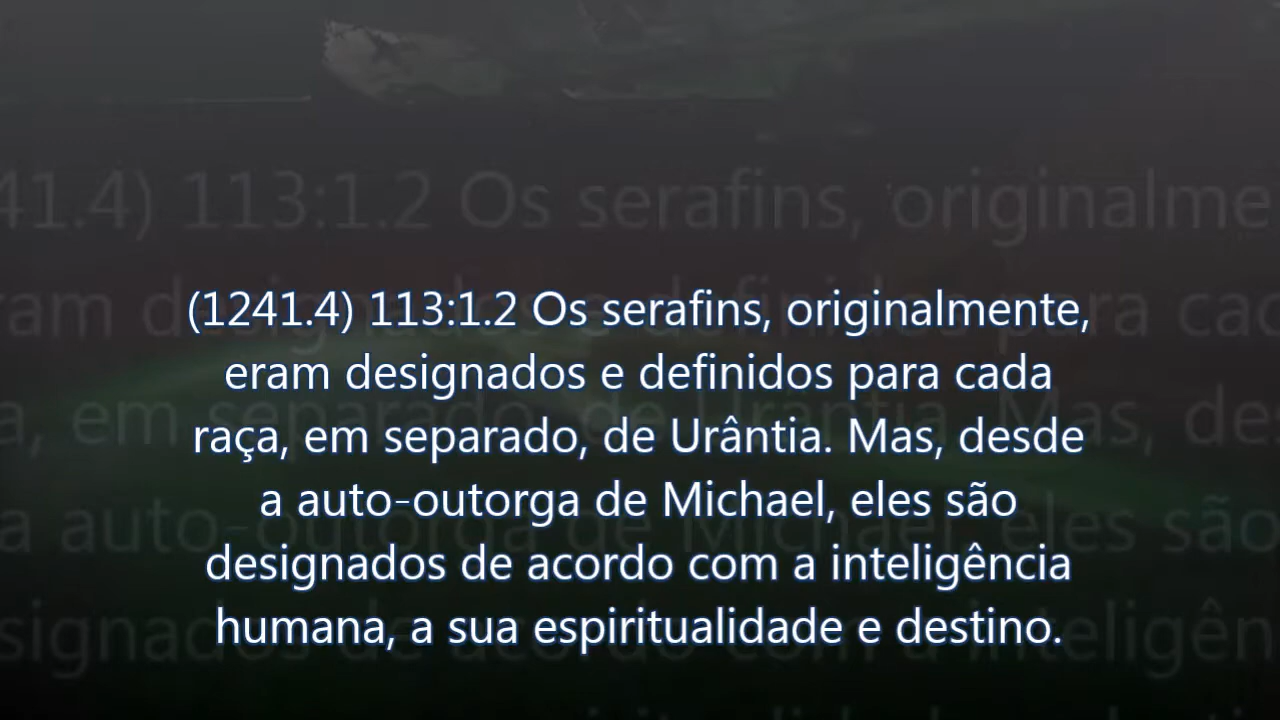 (1241.4) 113:1.2 Os serafins, originalmente,
eram designados e definidos para cada
raça, em separado, de Urântia. Mas, desde
a auto-outorga de Michael, eles são
designados de acordo com a inteligência
humana, a sua espiritualidade e destino.